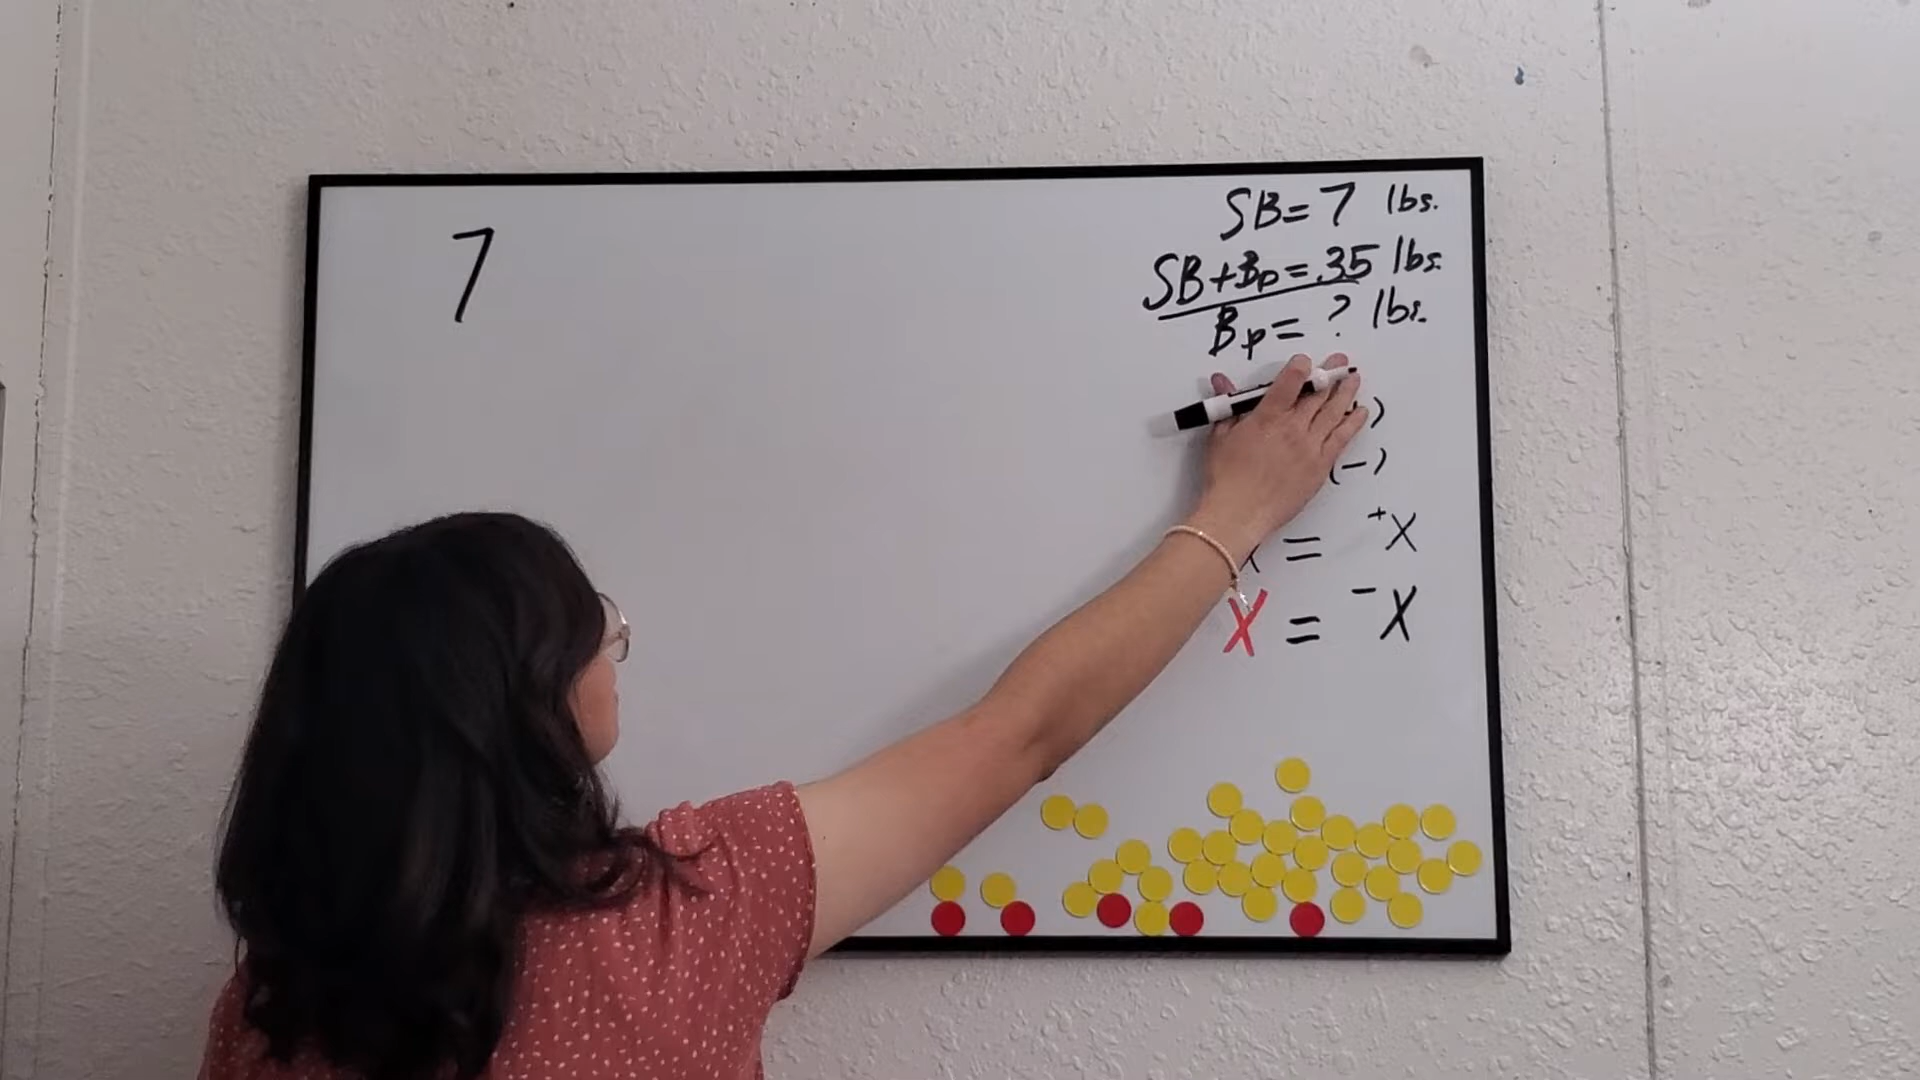 7
SB = 7 lbs.
SB + Bp = 35 lbs.
Bp = ? lbs.
)
(-)
= +X
X = -X